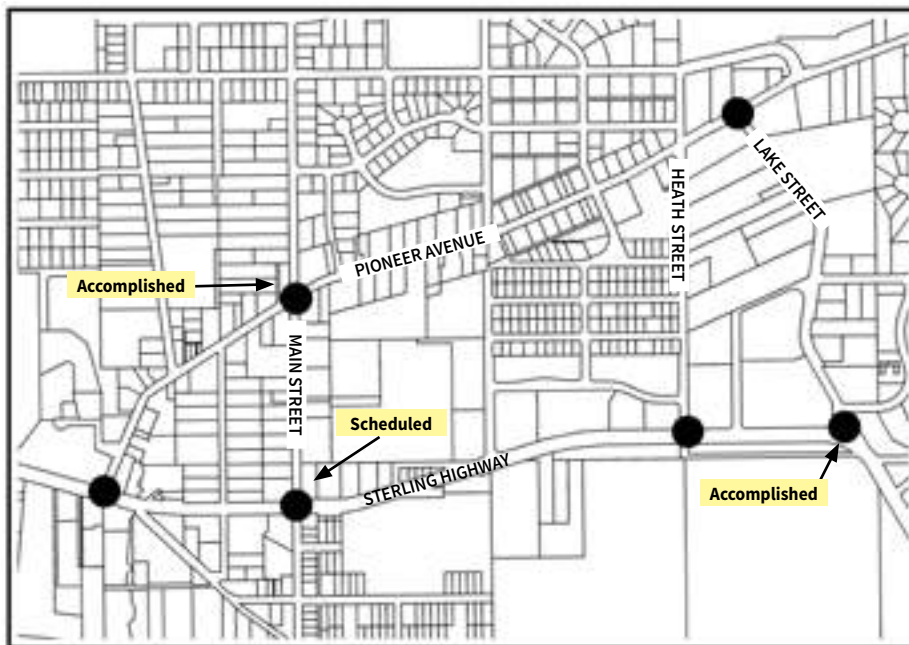 LAKE STREET
HEATH STREET
PIONEER AVENUE
Accomplished
MAIN STREET
Scheduled
STERLING HIGHWAY
Accomplished